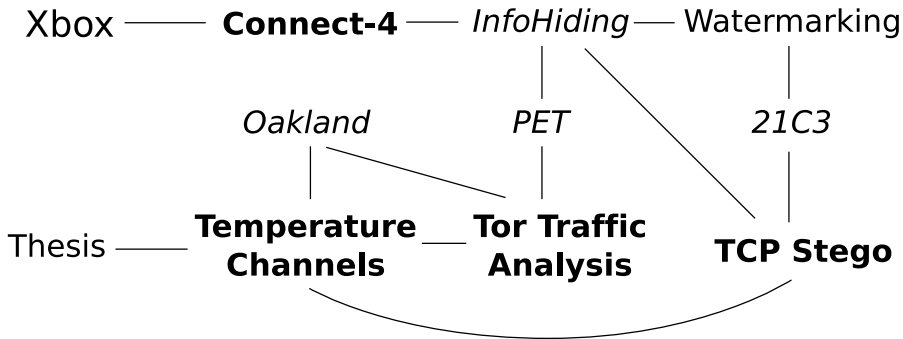 Xbox Connect-4 InfoHiding Watermarking
Oakland PET 21C3
Thesis Temperature Channels Tor Traffic Analysis TCP Stego